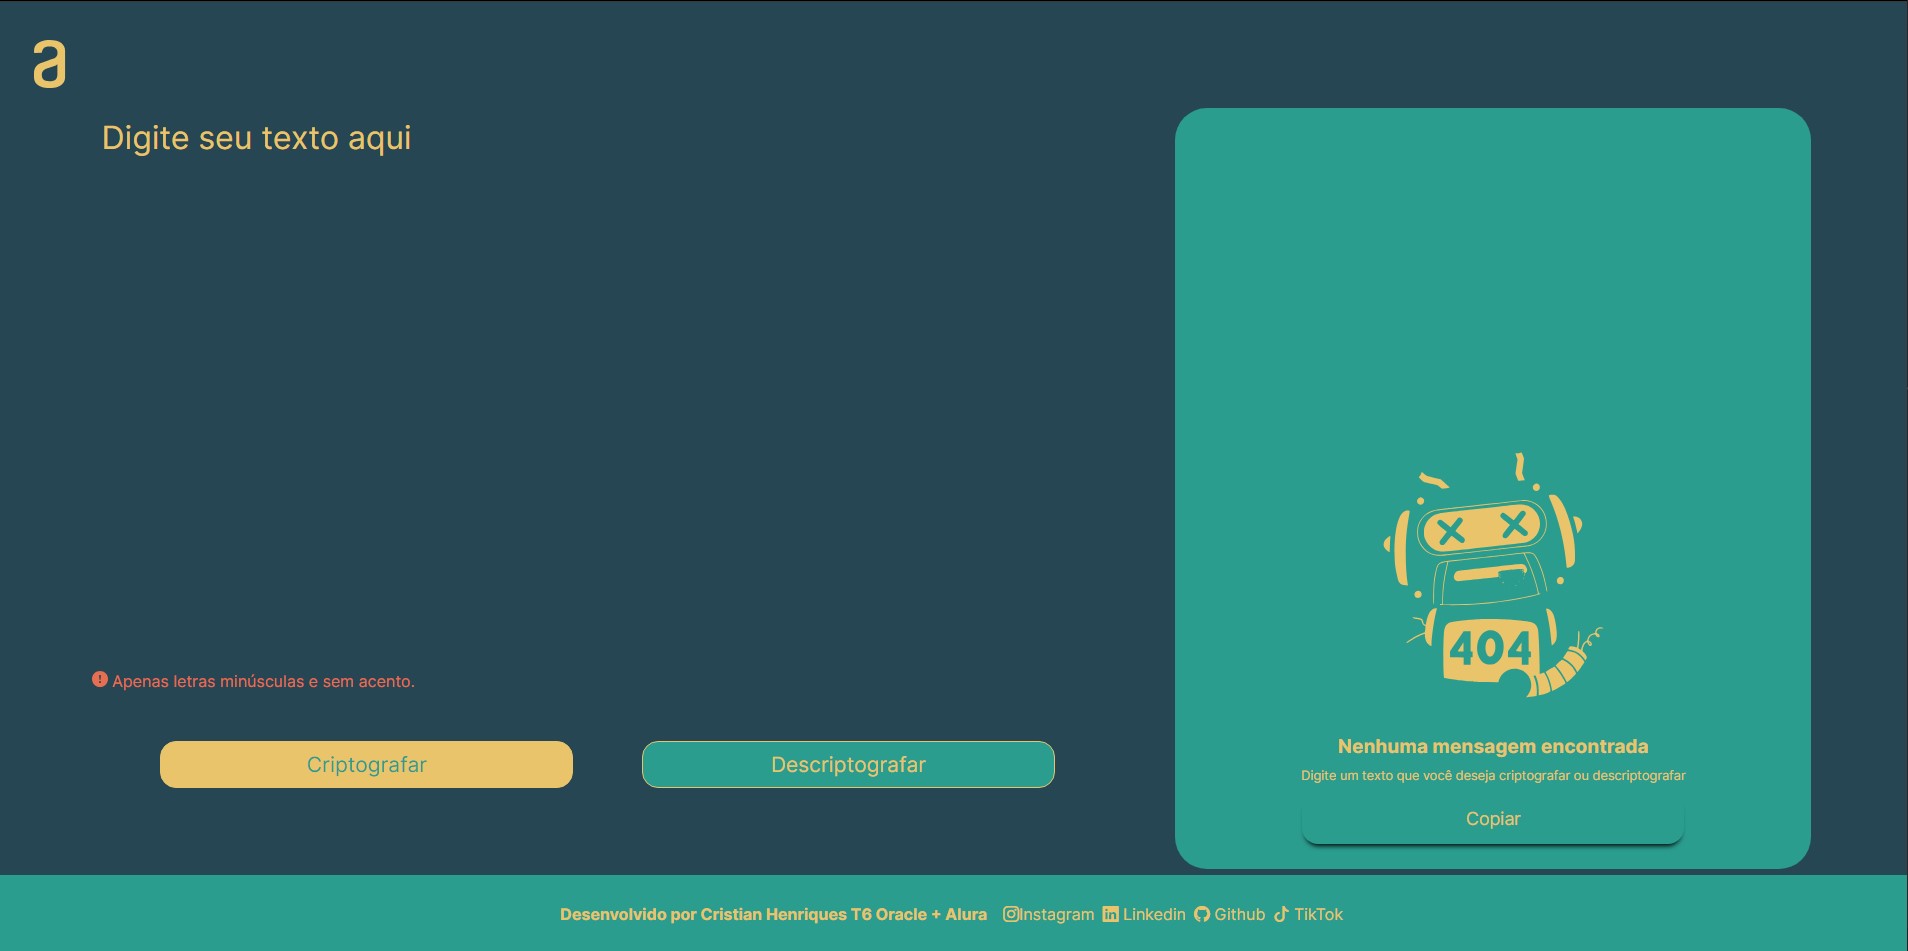 a
Digite seu texto aqui
Apenas letras minúsculas e sem acento.
Criptografar
Descriptografar
404
Nenhuma mensagem encontrada
Digite um texto que você deseja criptografar ou descriptografar
Copiar
Desenvolvido por Cristian Henriques T6 Oracle + Alura Instagram Linkedin Github TikTok